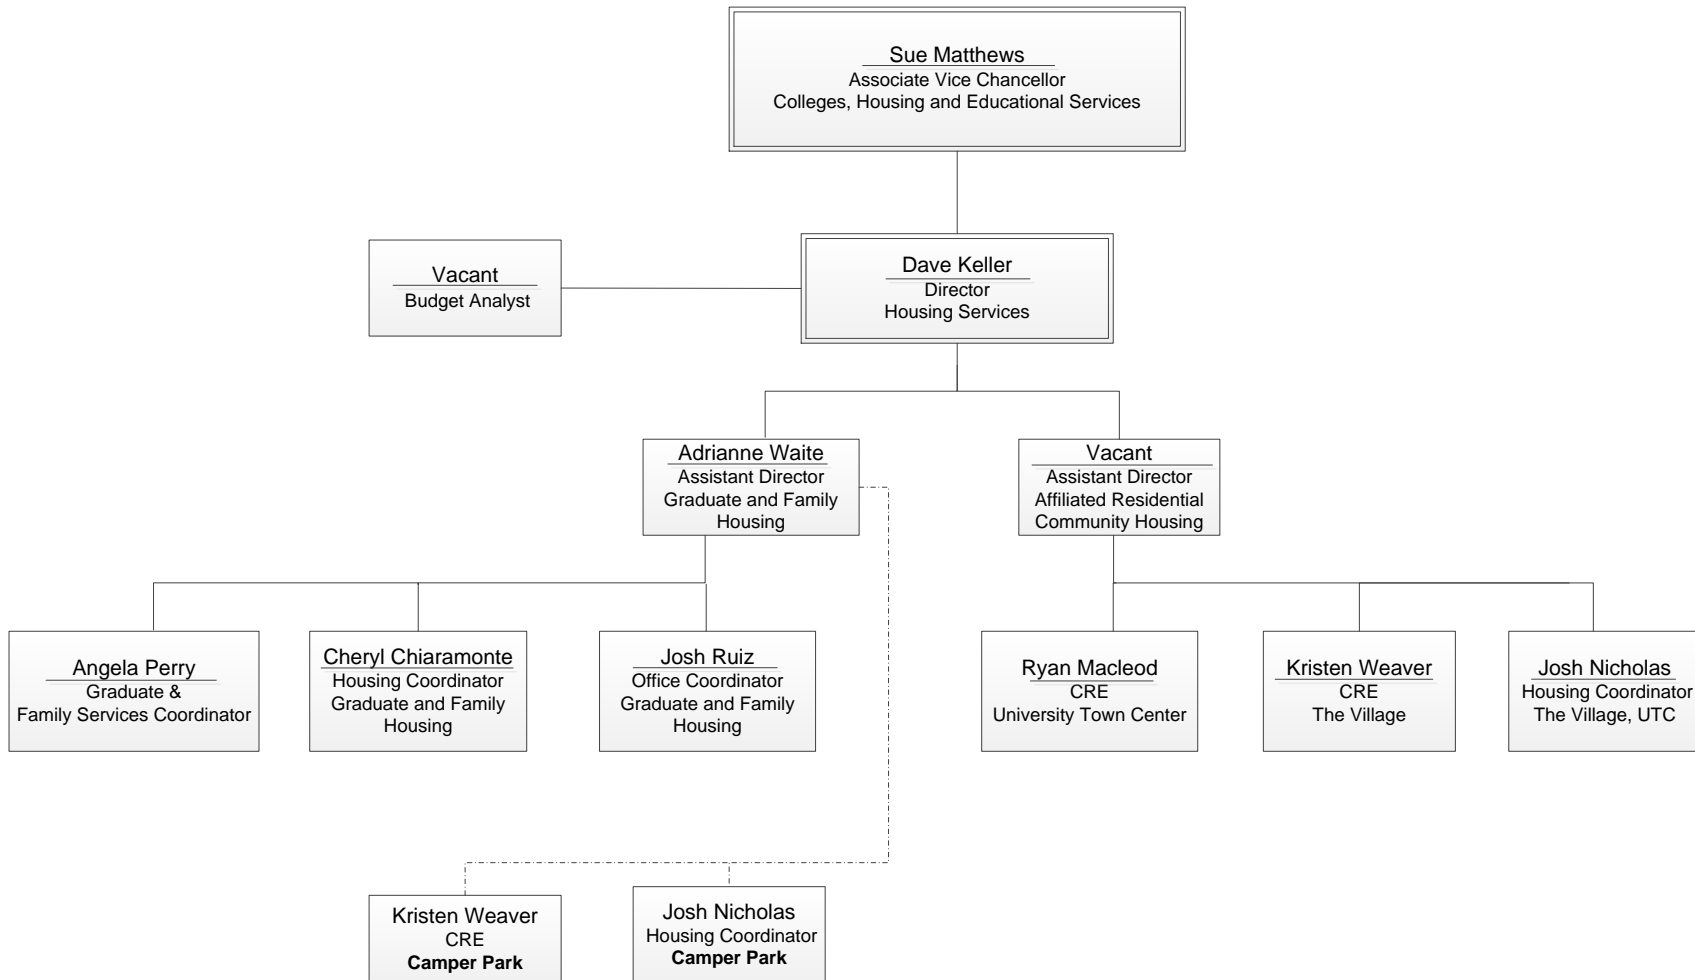 Sue Matthews
Associate Vice Chancellor
Colleges, Housing and Educational Services
Vacant
Budget Analyst
Dave Keller
Director
Housing Services
Adrianne Waite
Assistant Director
Graduate and Family
Housing
Vacant
Assistant Director
Affiliated Residential
Community Housing
Angela Perry
Graduate &
Family Services Coordinator
Cheryl Chiaramonte
Housing Coordinator
Graduate and Family
Housing
Josh Ruiz
Office Coordinator
Graduate and Family
Housing
Ryan Macleod
CRE
University Town Center
Kristen Weaver
CRE
The Village
Josh Nicholas
Housing Coordinator
The Village, UTC
Kristen Weaver
CRE
Camper Park
Josh Nicholas
Housing Coordinator
Camper Park